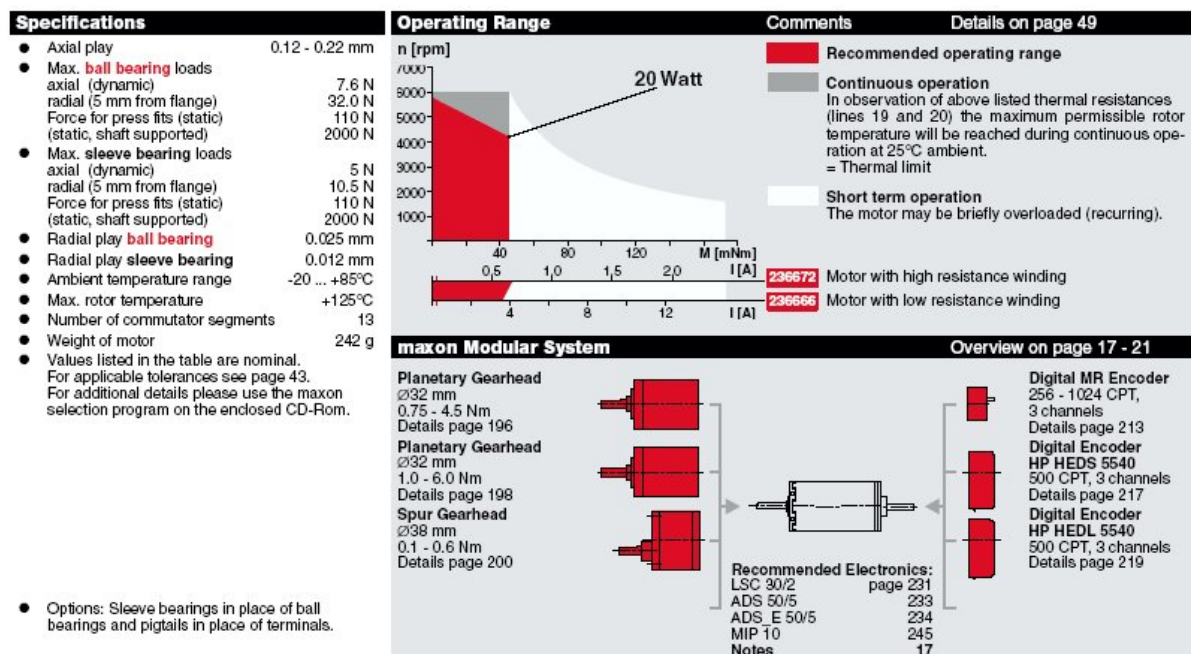 Specifications
● Axial play 0.12 - 0.22 mm
● Max. ball bearing loads
axial (dynamic) 7.6 N
radial (5 mm from flange) 32.0 N
Force for press fits (static) 110 N
(static, shaft supported) 2000 N
● Max. sleeve bearing loads
axial (dynamic) 5 N
radial (5 mm from flange) 10.5 N
Force for press fits (static) 110 N
(static, shaft supported) 2000 N
● Radial play ball bearing 0.025 mm
● Radial play sleeve bearing 0.012 mm
● Ambient temperature range -20 ... +85°C
● Max. rotor temperature +125°C
● Number of commutator segments 13
● Weight of motor 242 g
● Values listed in the table are nominal.
For applicable tolerances see page 43.
For additional details please use the maxon
selection program on the enclosed CD-Rom.
● Options: Sleeve bearings in place of ball
bearings and pigtails in place of terminals.
Operating Range Comments Details on page 49
n [rpm]
7000
6000
5000
4000
3000
2000
1000
20 Watt
40 80 120 M [mNm]
0,5 1,0 1,5 2,0 I [A]
4 8 12 I [A]
Recommended operating range
Continuous operation
In observation of above listed thermal resistances
(lines 19 and 20) the maximum permissible rotor
temperature will be reached during continuous ope-
ration at 25°C ambient.
= Thermal limit
Short term operation
The motor may be briefly overloaded (recurring).
236672 Motor with high resistance winding
236666 Motor with low resistance winding
maxon Modular System Overview on page 17 - 21
Planetary Gearhead
Ø32 mm
0.75 - 4.5 Nm
Details page 196
Planetary Gearhead
Ø32 mm
1.0 - 6.0 Nm
Details page 198
Spur Gearhead
Ø38 mm
0.1 - 0.6 Nm
Details page 200
Recommended Electronics:
LSC 30/2 page 231
ADS 50/5 233
ADS_E 50/5 234
MIP 10 245
Notes 17
Digital MR Encoder
256 - 1024 CPT,
3 channels
Details page 213
Digital Encoder
HP HEDS 5540
500 CPT, 3 channels
Details page 217
Digital Encoder
HP HEDL 5540
500 CPT, 3 channels
Details page 219